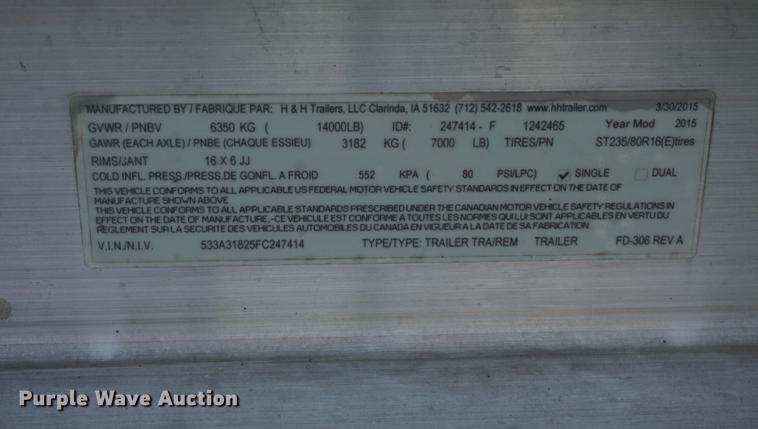 MANUFACTURED BY / FABRIQUE PAR: H & H Trailers, LLC Clarinda, IA 51632 (712) 542-2618 www.hhtrailer.com 3/30/2015
GVWR / PNBV 6350 KG ( 14000LB) ID#: 247414 - F 1242465 Year Mod 2015
GAWR (EACH AXLE) / PNBE (CHAQUE ESSIEU) 3182 KG ( 7000 LB) TIRES/PN ST235/80R16(E)tires
RIMS/JANT 16 X 6 JJ
COLD INFL. PRESS./PRESS.DE GONFL. A FROID 552 KPA ( 80 PSI/LPC) ✓ SINGLE ☐ DUAL
THIS VEHICLE CONFORMS TO ALL APPLICABLE US FEDERAL MOTOR VEHICLE SAFETY STANDARDS IN EFFECT ON THE DATE OF
MANUFACTURE SHOWN ABOVE
THIS VEHICLE CONFORMS TO ALL APPLICABLE STANDARDS PRESCRIBED UNDER THE CANADIAN MOTOR VEHICLE SAFETY REGULATIONS IN
EFFECT ON THE DATE OF MANUFACTURE.-CE VEHICULE EST CONFORME A TOUTES LES NORMES QUI LUI SONT APPLICABLES EN VERTU DU
REGLEMENT SUR LA SECURITE DES VEHICULES AUTOMOBILES DU CANADA EN VIGUEUR A LA DATE DE SA FABRICATION.
V.I.N./N.I.V. 533A31825FC247414 TYPE/TYPE: TRAILER TRA/REM TRAILER FD-306 REV A
Purple Wave Auction